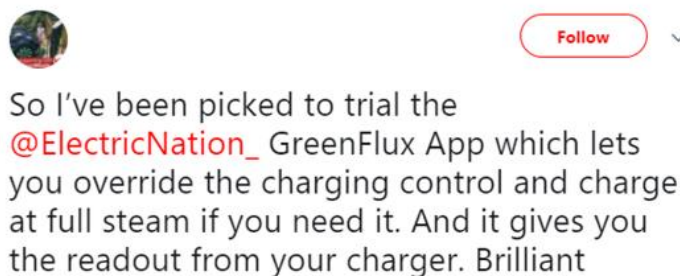 Follow
So I've been picked to trial the
@ElectricNation_ GreenFlux App which lets
you override the charging control and charge
at full steam if you need it. And it gives you
the readout from your charger. Brilliant